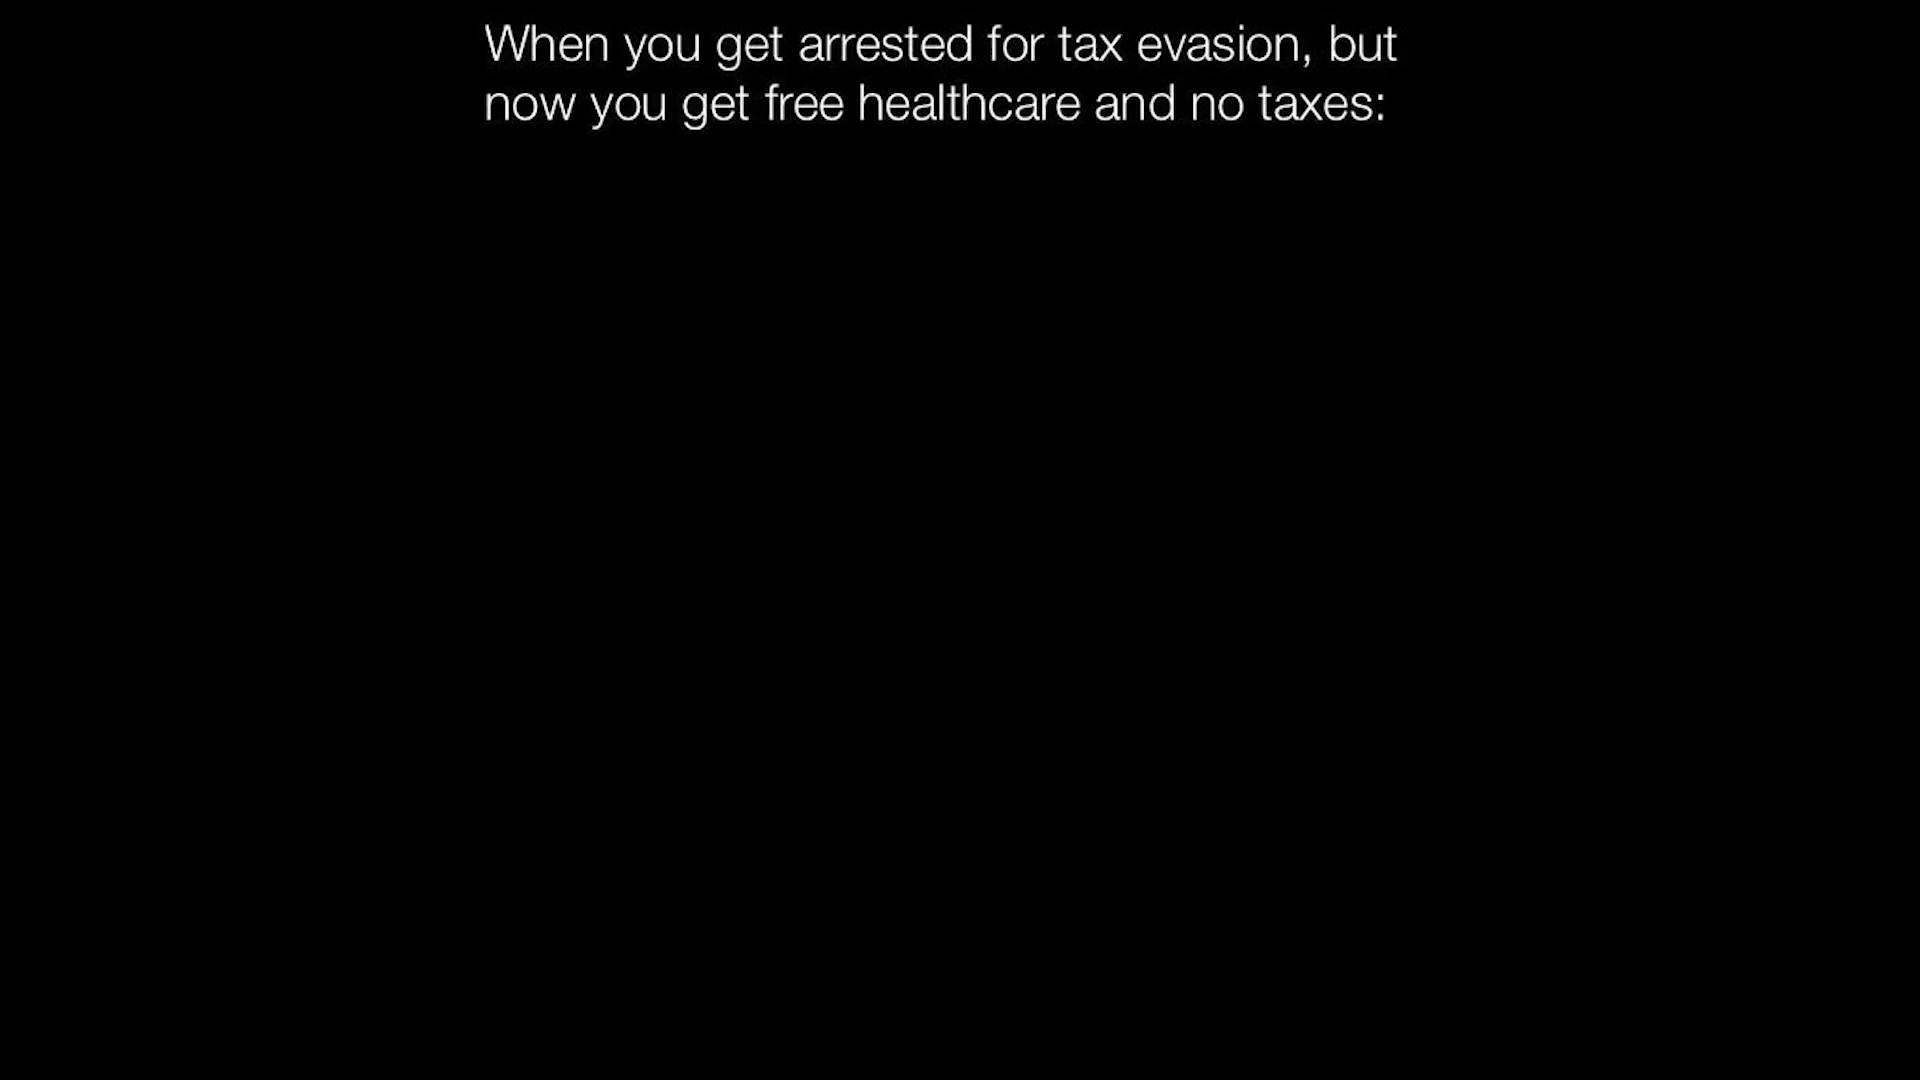 When you get arrested for tax evasion, but
now you get free healthcare and no taxes: